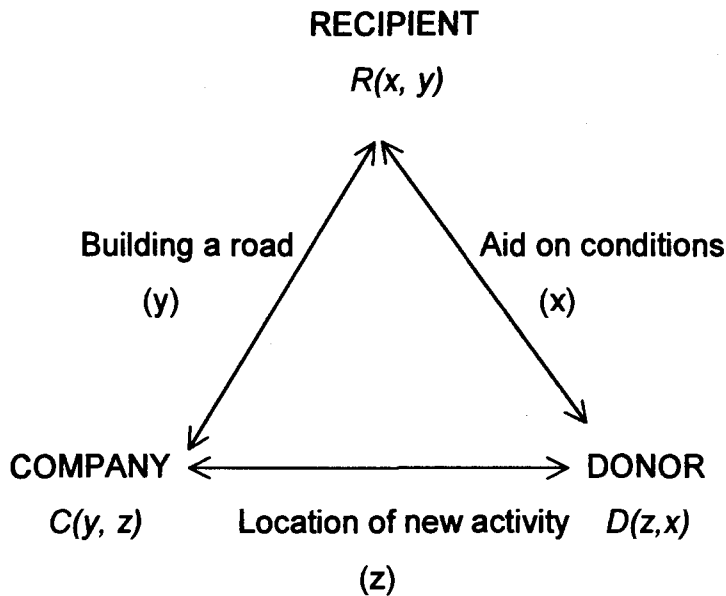 RECIPIENT
R(x, y)
Building a road
(y)
Aid on conditions
(x)
COMPANY
C(y, z)
Location of new activity
(z)
DONOR
D(z,x)